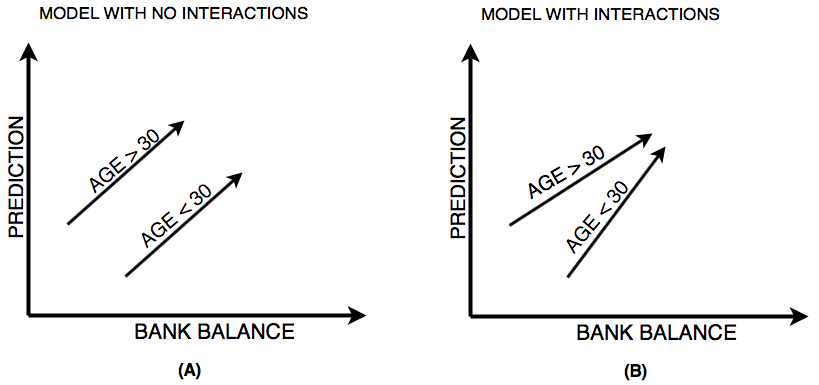 MODEL WITH NO INTERACTIONS
PREDICTION
AGE > 30
AGE < 30
BANK BALANCE
(A)
MODEL WITH INTERACTIONS
PREDICTION
AGE > 30
AGE < 30
BANK BALANCE
(B)